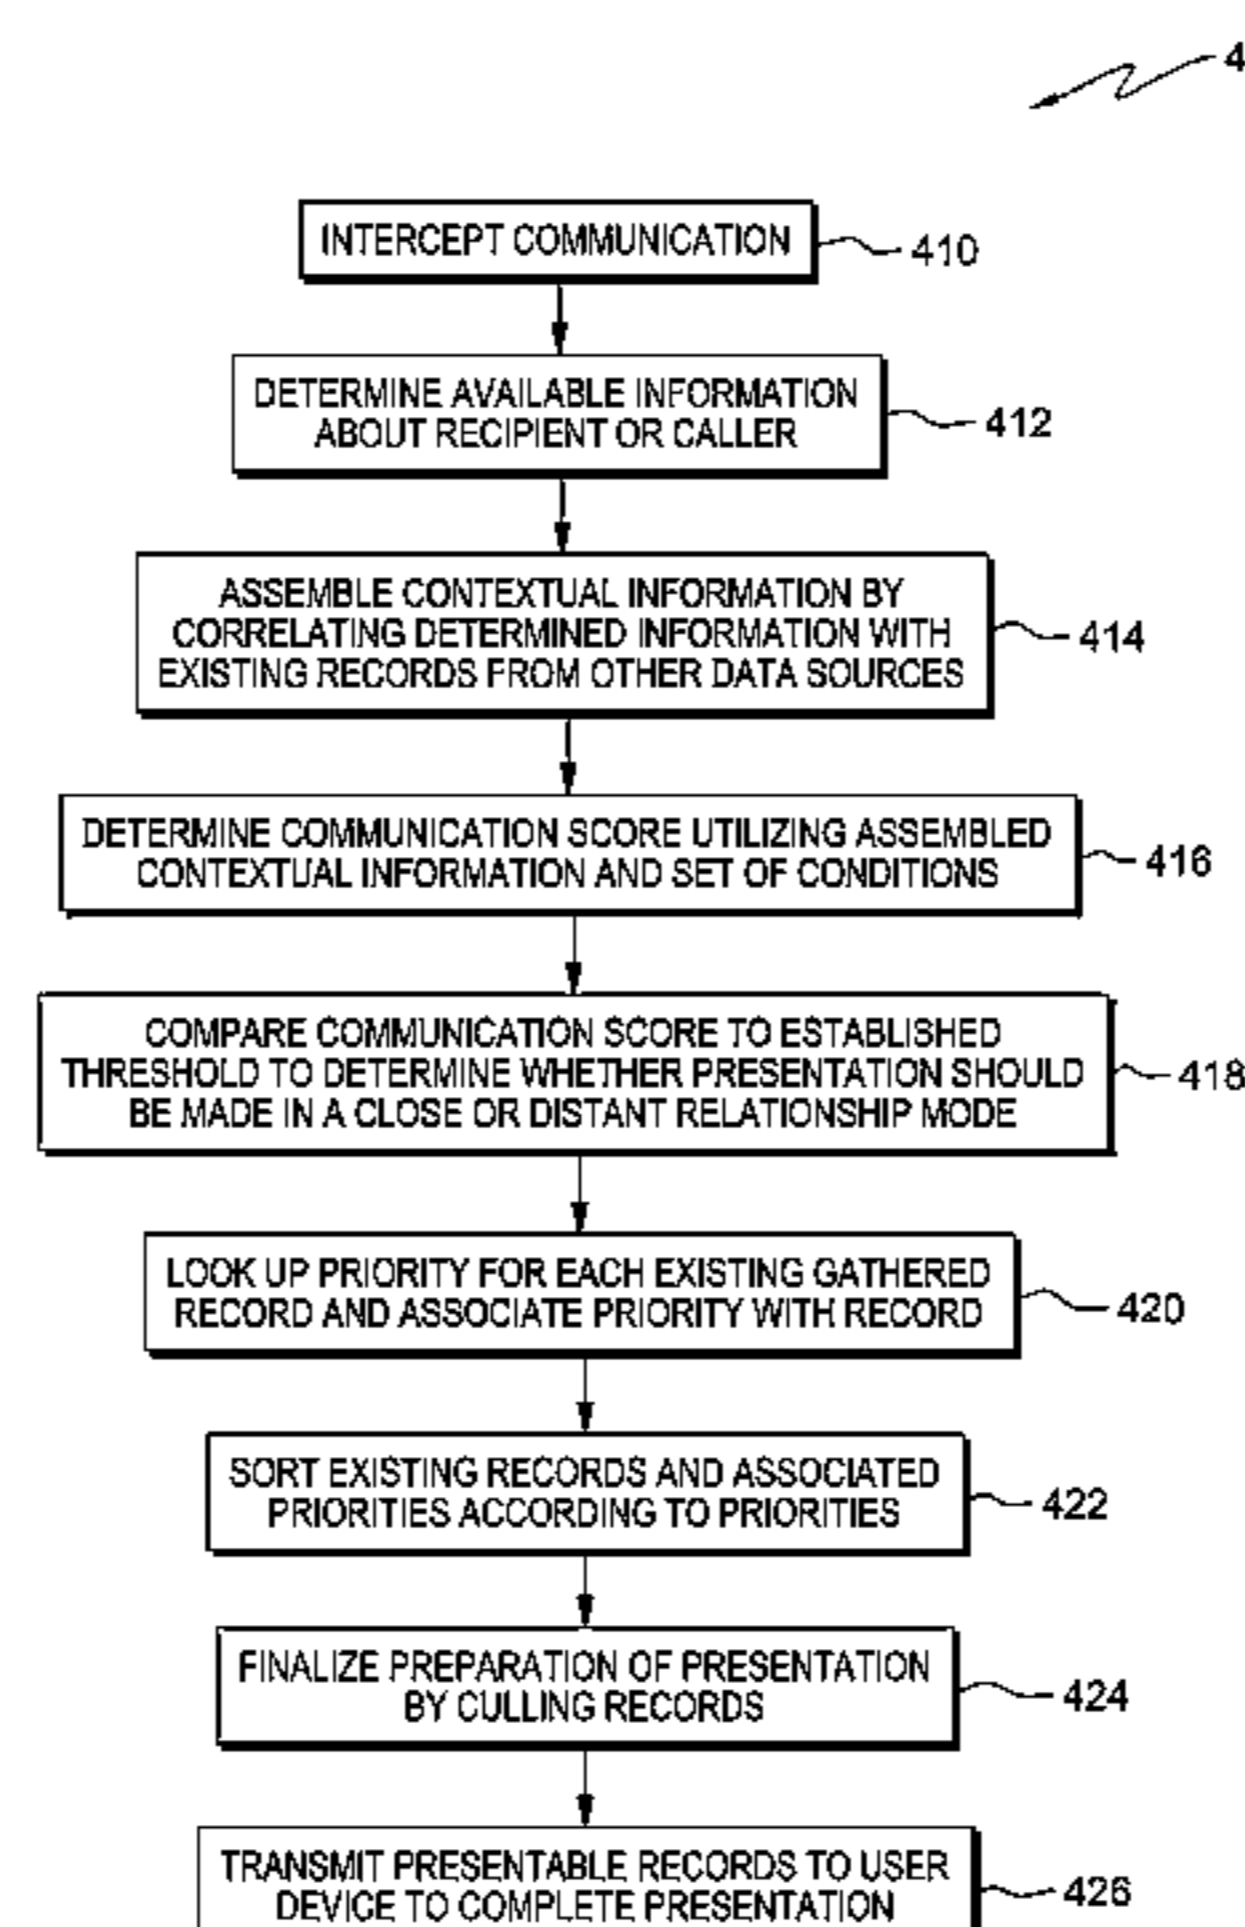 4
INTERCEPT COMMUNICATION
410
DETERMINE AVAILABLE INFORMATION
ABOUT RECIPIENT OR CALLER
412
ASSEMBLE CONTEXTUAL INFORMATION BY
CORRELATING DETERMINED INFORMATION WITH
EXISTING RECORDS FROM OTHER DATA SOURCES
414
DETERMINE COMMUNICATION SCORE UTILIZING ASSEMBLED
CONTEXTUAL INFORMATION AND SET OF CONDITIONS
416
COMPARE COMMUNICATION SCORE TO ESTABLISHED
THRESHOLD TO DETERMINE WHETHER PRESENTATION SHOULD
BE MADE IN A CLOSE OR DISTANT RELATIONSHIP MODE
418
LOOK UP PRIORITY FOR EACH EXISTING GATHERED
RECORD AND ASSOCIATE PRIORITY WITH RECORD
420
SORT EXISTING RECORDS AND ASSOCIATED
PRIORITIES ACCORDING TO PRIORITIES
422
FINALIZE PREPARATION OF PRESENTATION
BY CULLING RECORDS
424
TRANSMIT PRESENTABLE RECORDS TO USER
DEVICE TO COMPLETE PRESENTATION
426